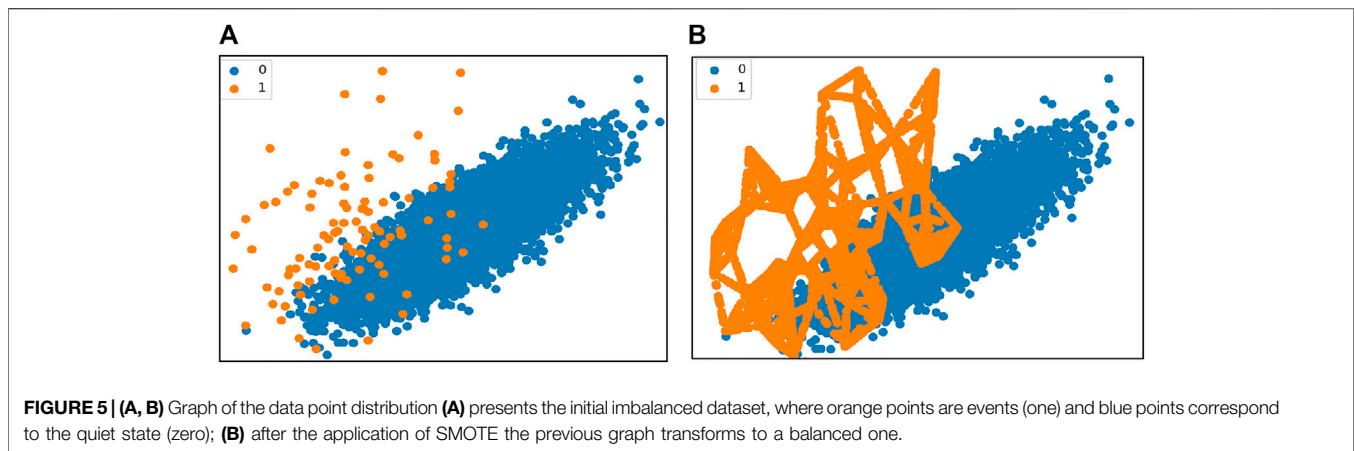 A
B
0
1
0
1
FIGURE 5 | (A, B) Graph of the data point distribution (A) presents the initial imbalanced dataset, where orange points are events (one) and blue points correspond
to the quiet state (zero); (B) after the application of SMOTE the previous graph transforms to a balanced one.